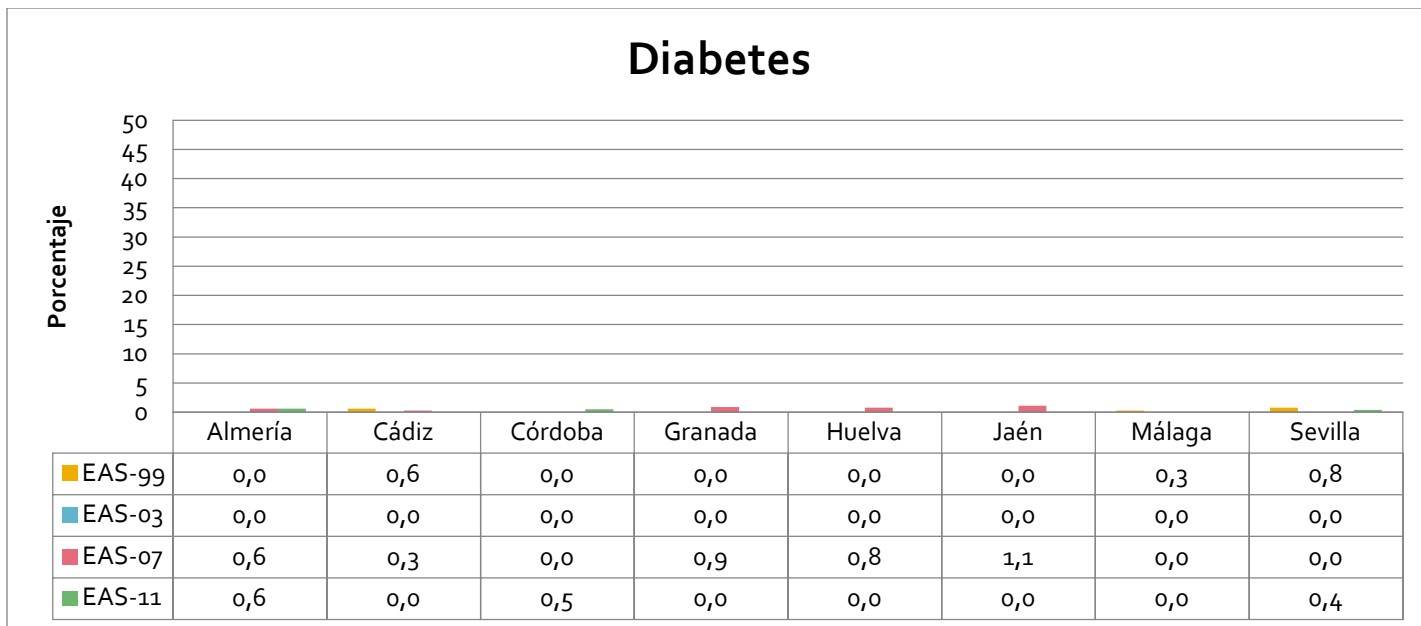 Diabetes
Porcentaje
50
45
40
35
30
25
20
15
10
5
0
Almería Cádiz Córdoba Granada Huelva Jaén Málaga Sevilla
EAS-99 0,0 0,6 0,0 0,0 0,0 0,0 0,3 0,8
EAS-03 0,0 0,0 0,0 0,0 0,0 0,0 0,0 0,0
EAS-07 0,6 0,3 0,0 0,9 0,8 1,1 0,0 0,0
EAS-11 0,6 0,0 0,5 0,0 0,0 0,0 0,0 0,4